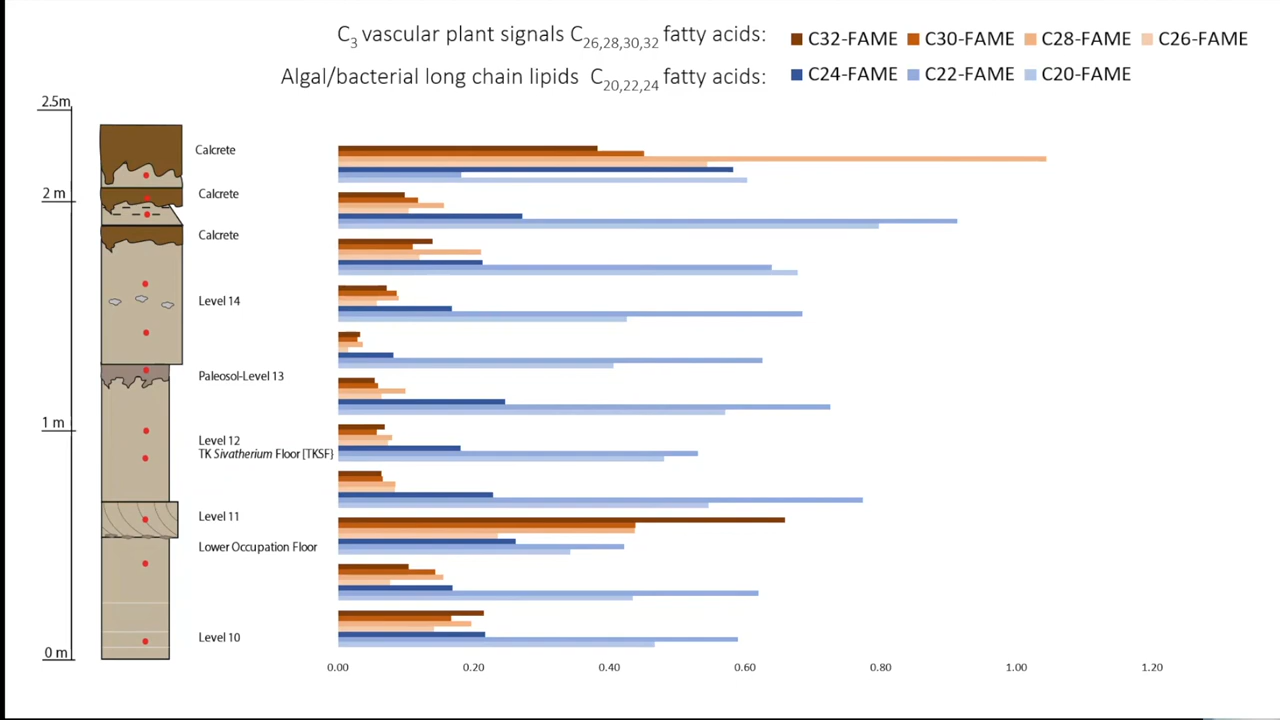 C3 vascular plant signals C26,28,30,32 fatty acids: C32-FAME C30-FAME C28-FAME C26-FAME
Algal/bacterial long chain lipids C20,22,24 fatty acids: C24-FAME C22-FAME C20-FAME
2.5m
Calcrete
2 m
Calcrete
Calcrete
Level 14
Paleosol-Level 13
1 m
Level 12
TK Sivatherium Floor [TKSF]
Level 11
Lower Occupation Floor
Level 10
0 m
0.00 0.20 0.40 0.60 0.80 1.00 1.20